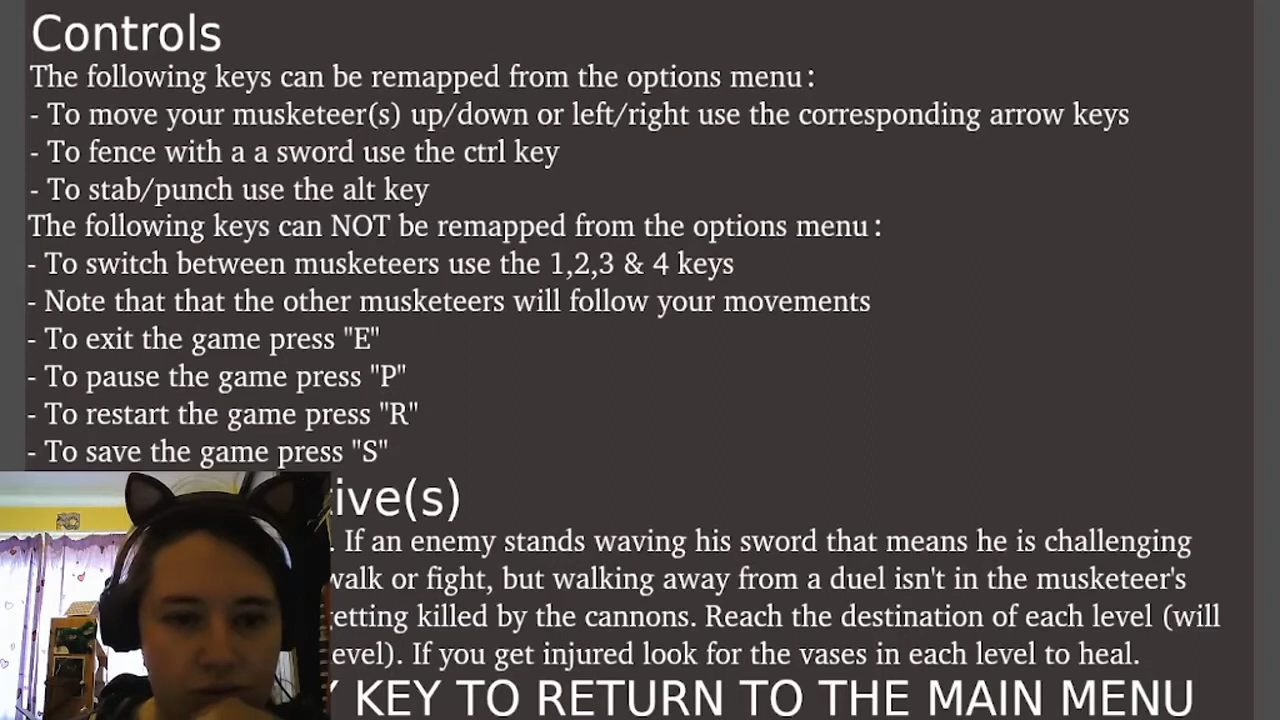 Controls
The following keys can be remapped from the options menu:
- To move your musketeer(s) up/down or left/right use the corresponding arrow keys
- To fence with a a sword use the ctrl key
- To stab/punch use the alt key
The following keys can NOT be remapped from the options menu:
- To switch between musketeers use the 1,2,3 & 4 keys
- Note that that the other musketeers will follow your movements
- To exit the game press "E"
- To pause the game press "P"
- To restart the game press "R"
- To save the game press "S"
ive(s)
. If an enemy stands waving his sword that means he is challenging
walk or fight, but walking away from a duel isn't in the musketeer's
etting killed by the cannons. Reach the destination of each level (will
evel). If you get injured look for the vases in each level to heal.
KEY TO RETURN TO THE MAIN MENU